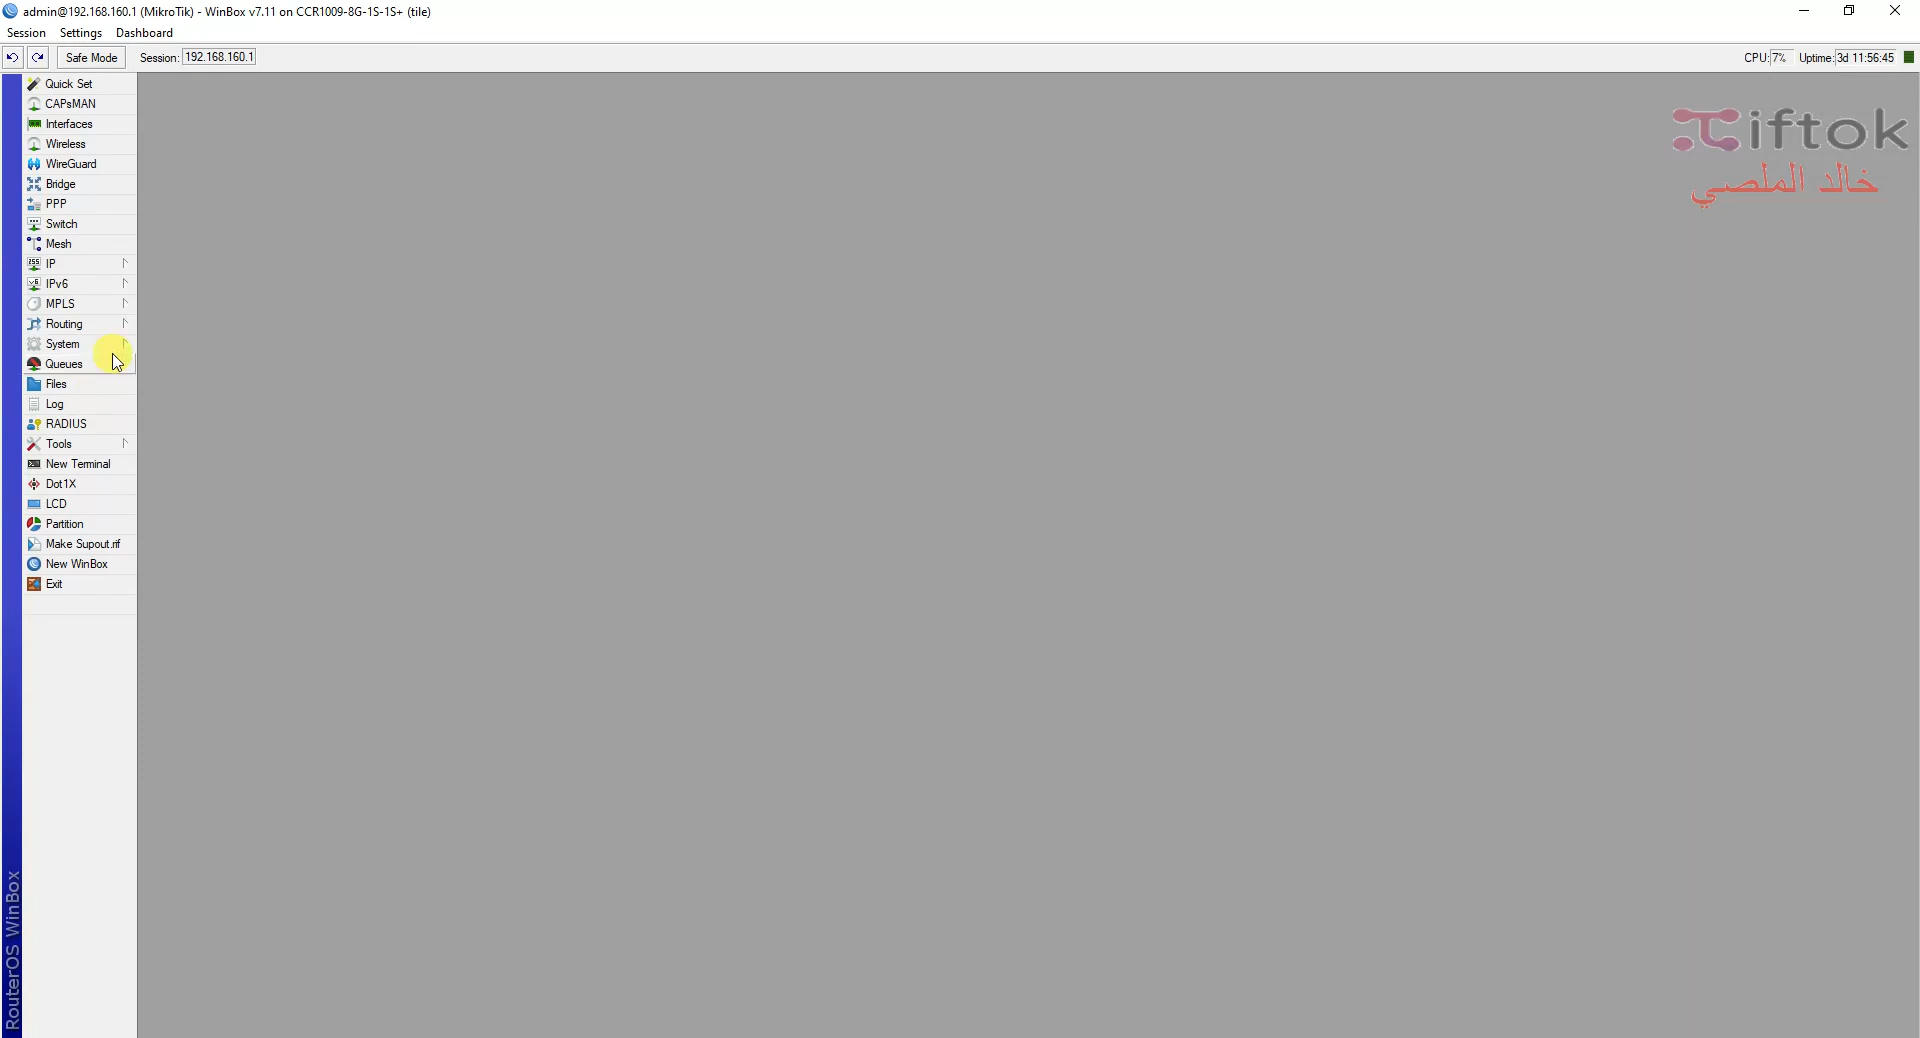 admin@192.168.160.1 (MikroTik) - WinBox v7.11 on CCR1009-8G-1S-1S+ (tile)
Session Settings Dashboard
Safe Mode Session: 192.168.160.1 CPU: 7% Uptime: 3d 11:56:45
Quick Set
CAPsMAN
Interfaces
Wireless
WireGuard
Bridge
PPP
Switch
Mesh
IP
IPv6
MPLS
Routing
System
Queues
Files
Log
RADIUS
Tools
New Terminal
Dot1X
LCD
Partition
Make Supout.rif
New WinBox
Exit
RouterOS WinBox
Tiftok
خالد الملصي